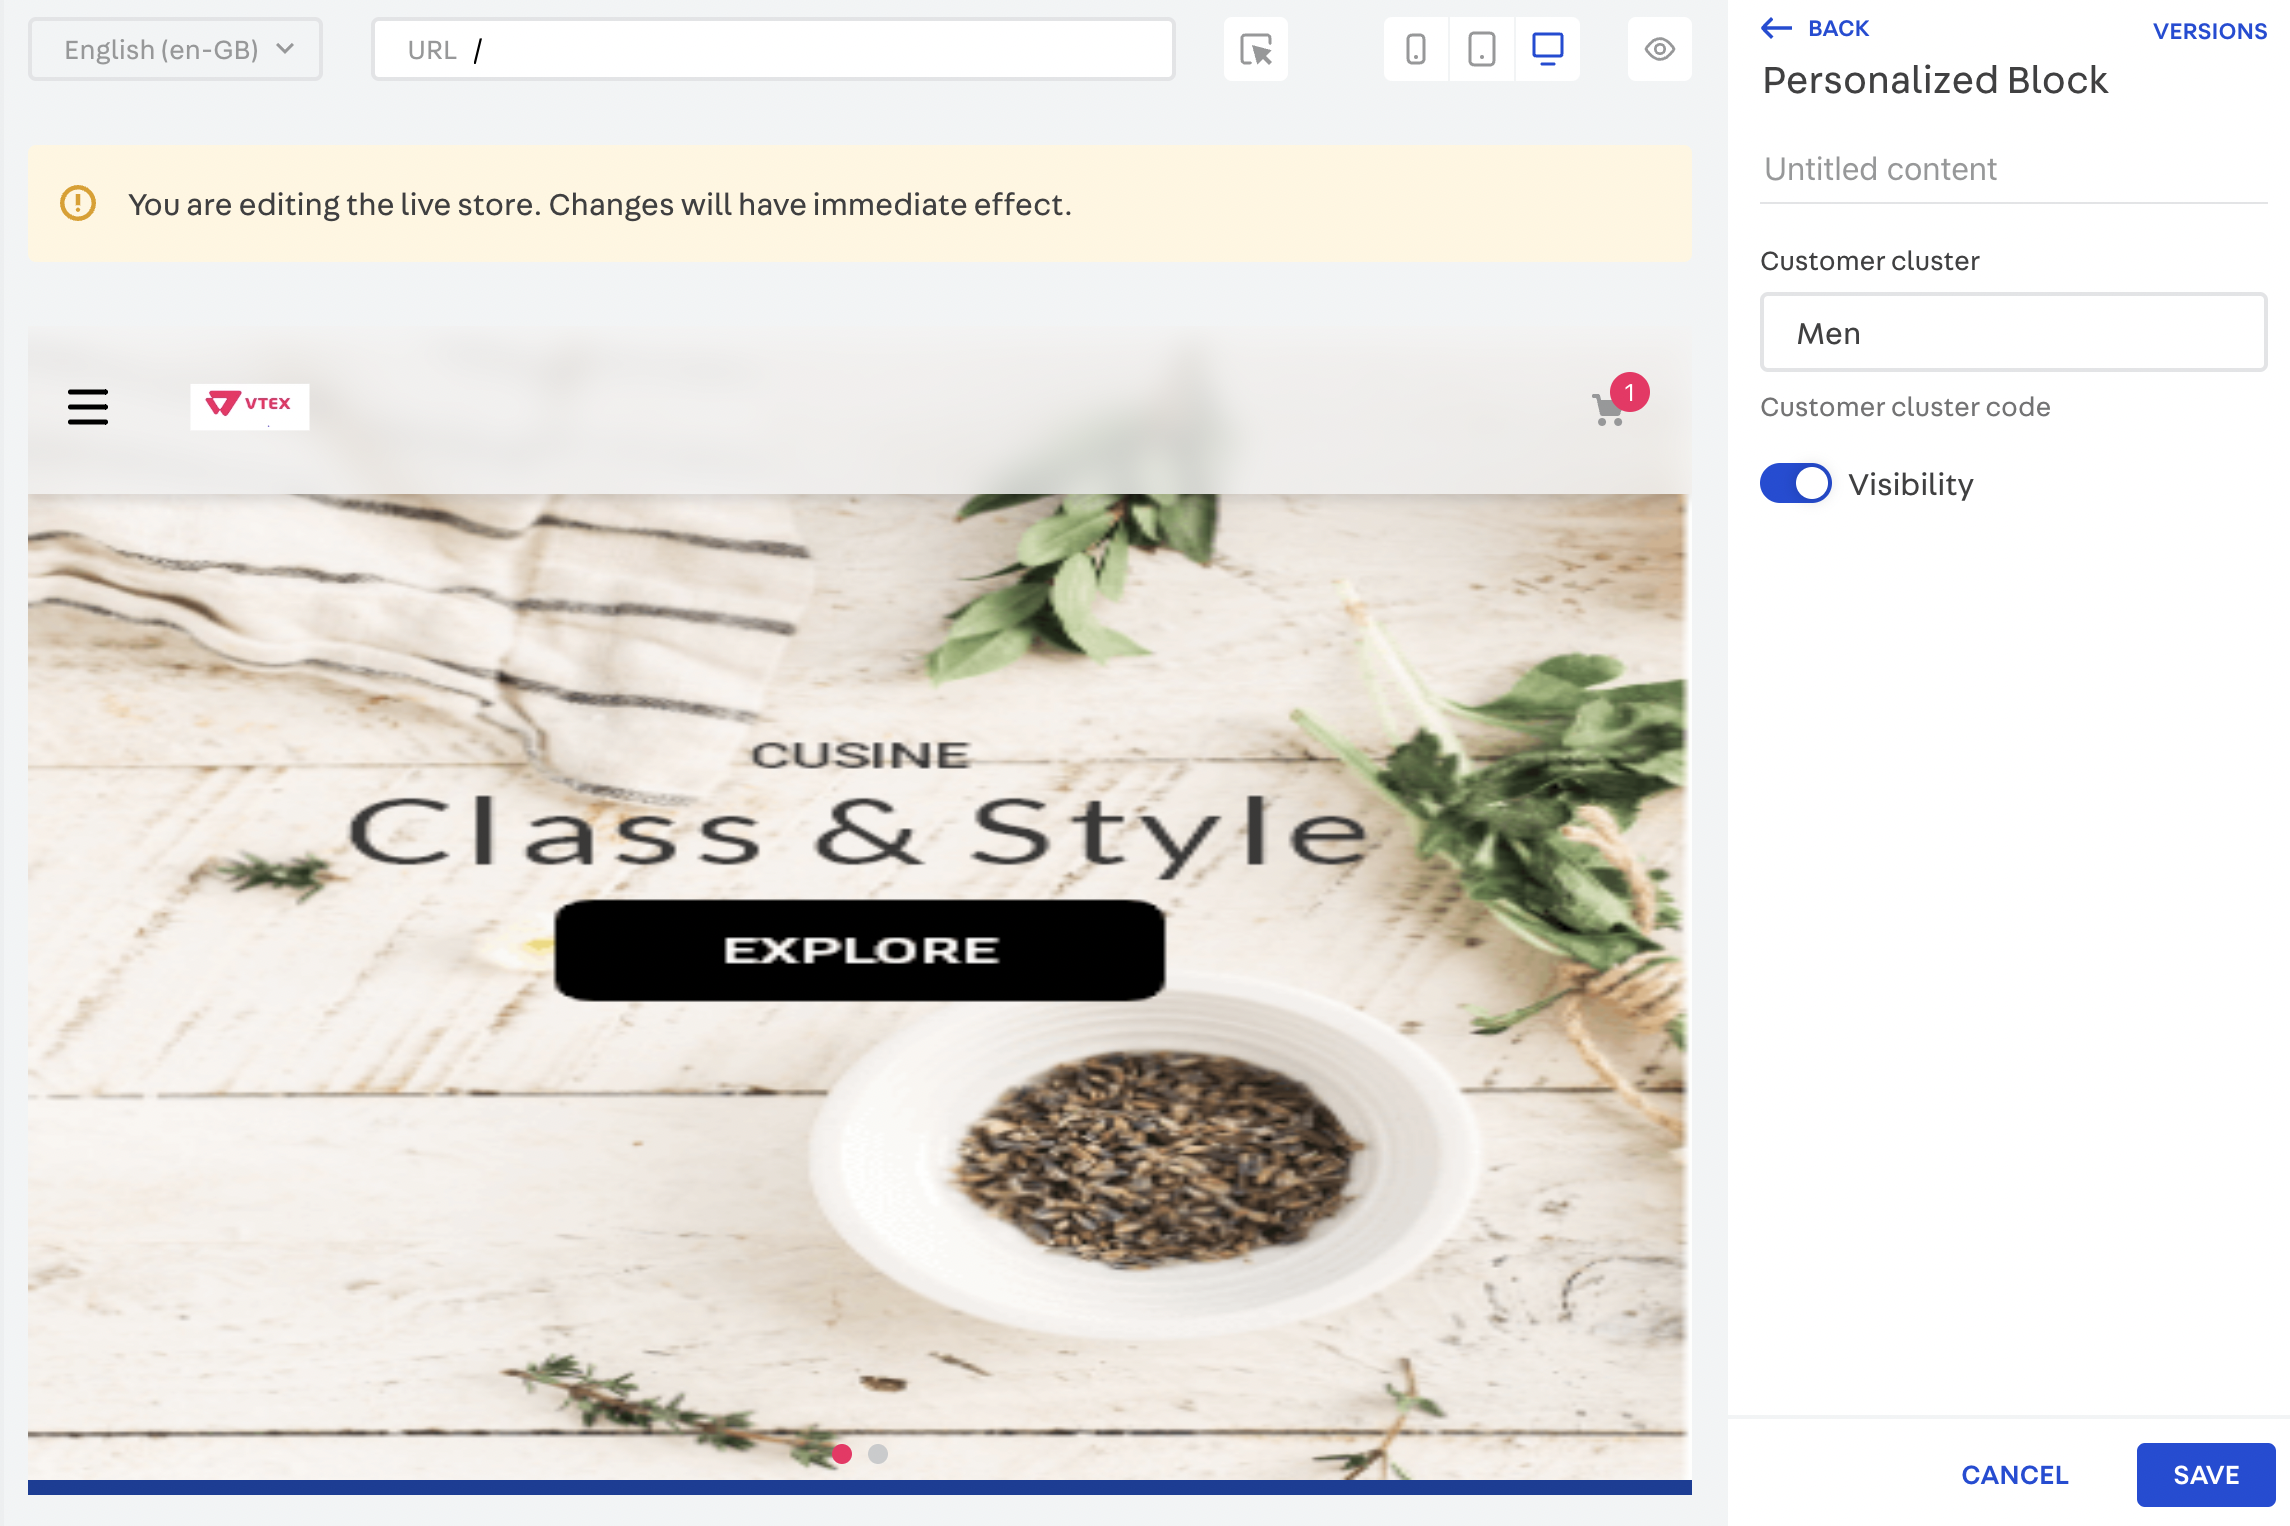 English (en-GB)
URL /
BACK
VERSIONS
Personalized Block
Untitled content
You are editing the live store. Changes will have immediate effect.
Customer cluster
Men
Customer cluster code
Visibility
VTEX
1
CUSINE
Class & Style
EXPLORE
CANCEL
SAVE